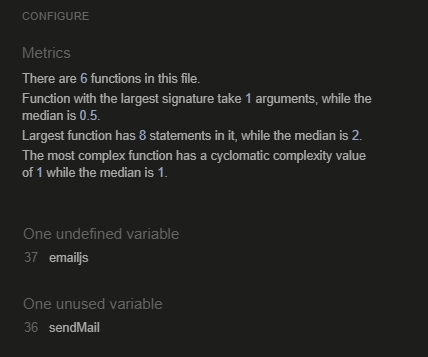 CONFIGURE
Metrics
There are 6 functions in this file.
Function with the largest signature take 1 arguments, while the
median is 0.5.
Largest function has 8 statements in it, while the median is 2.
The most complex function has a cyclomatic complexity value
of 1 while the median is 1.
One undefined variable
37 emailjs
One unused variable
36 sendMail